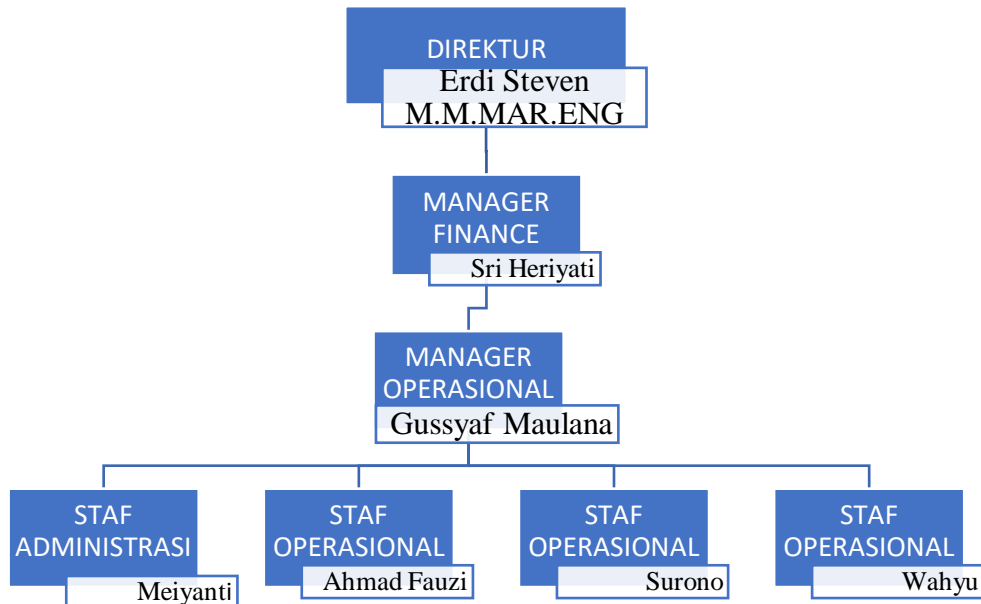 DIREKTUR
Erdi Steven
M.M.MAR.ENG
MANAGER
FINANCE
Sri Heriyati
MANAGER
OPERASIONAL
Gussyaf Maulana
STAF
ADMINISTRASI
Meiyanti
STAF
OPERASIONAL
Ahmad Fauzi
STAF
OPERASIONAL
Surono
STAF
OPERASIONAL
Wahyu